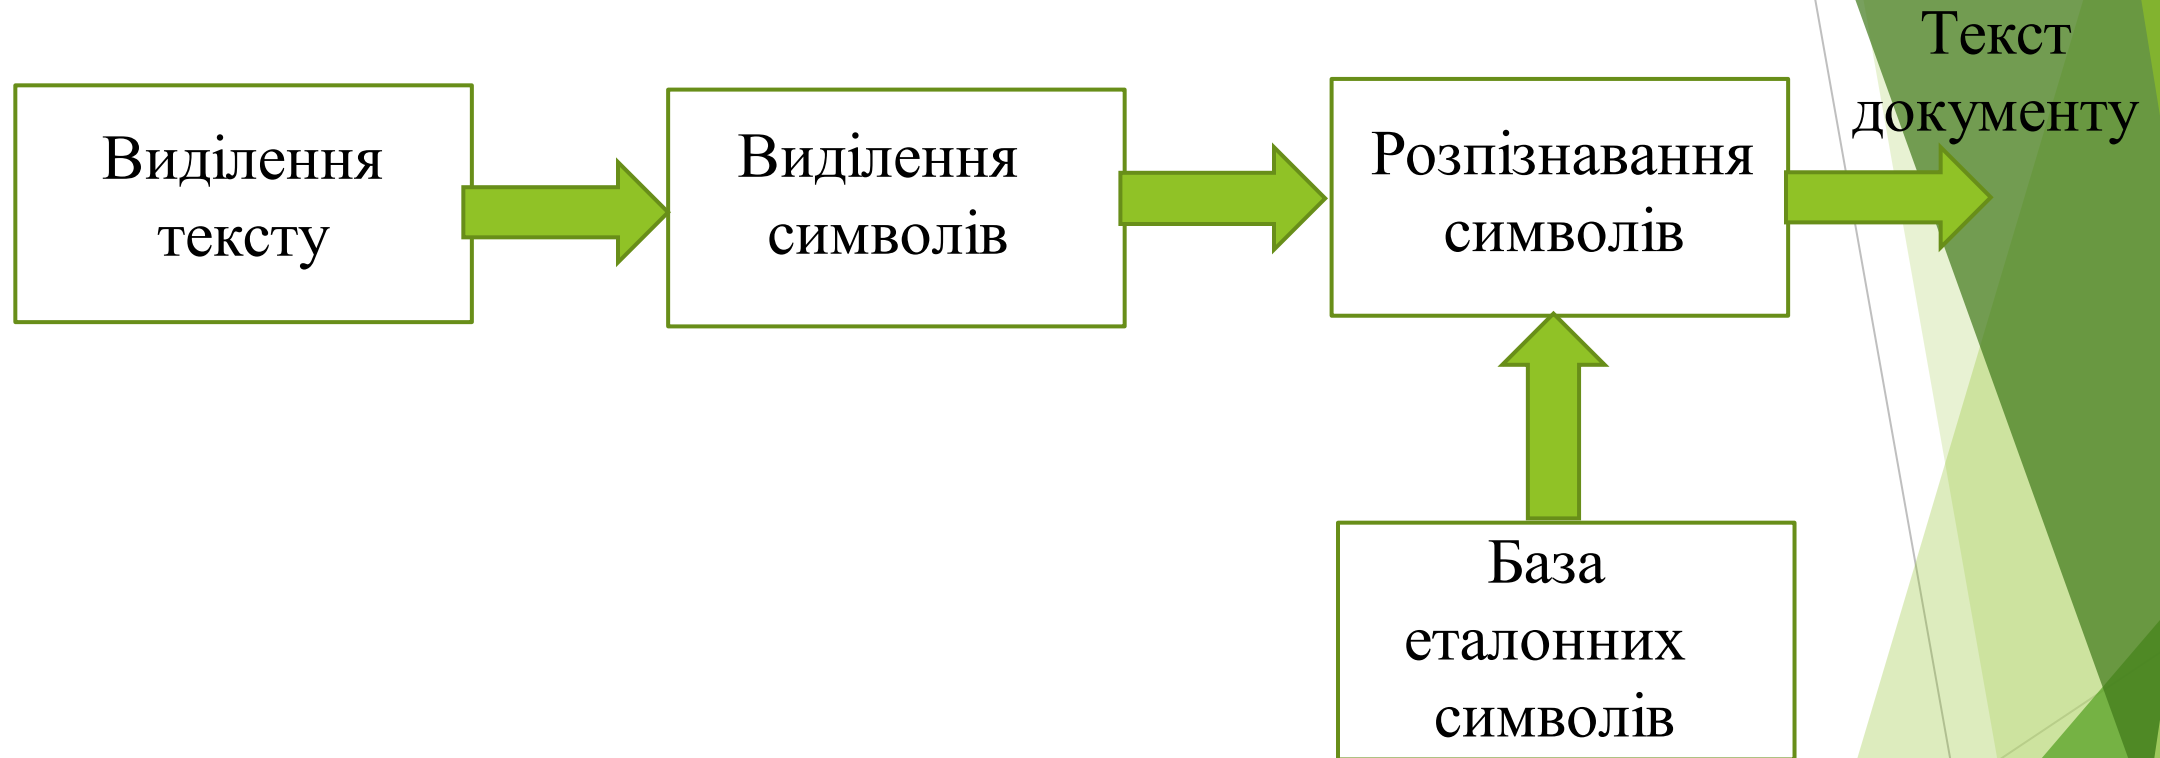 Виділення
тексту
Виділення
символів
Розпізнавання
символів
Текст
документу
База
еталонних
символів